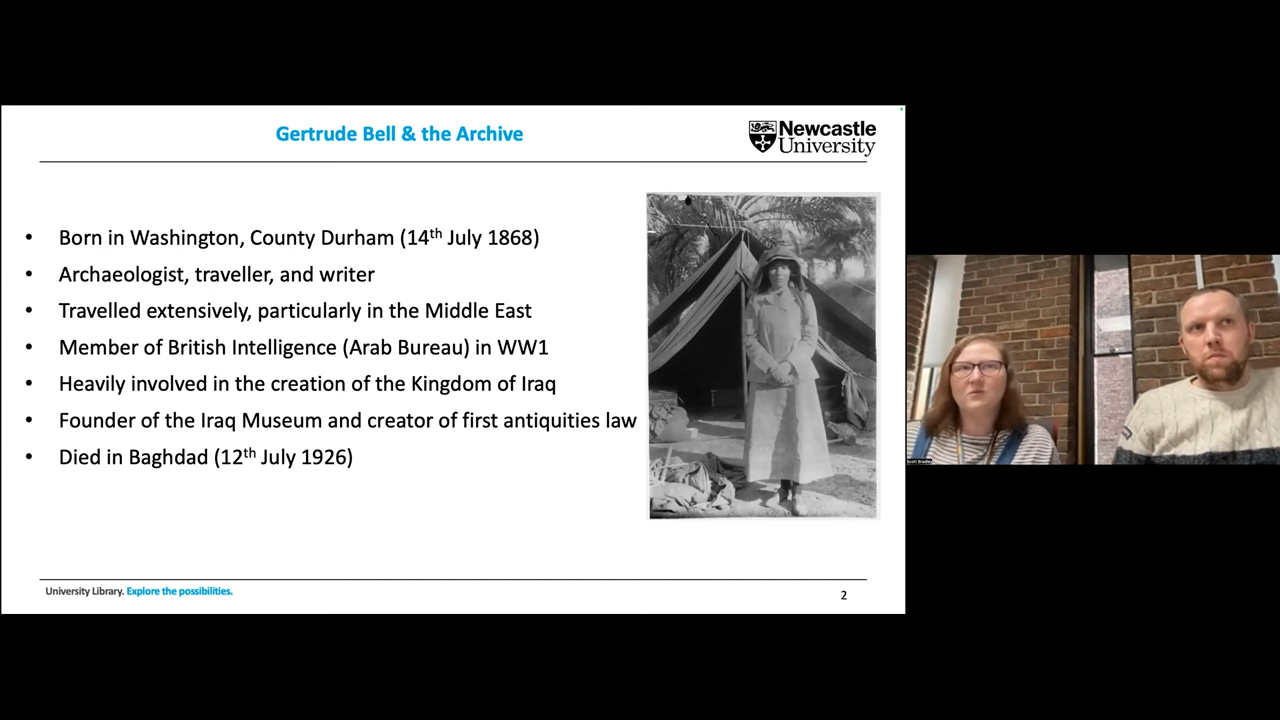 Gertrude Bell & the Archive
Newcastle
University
• Born in Washington, County Durham (14th July 1868)
• Archaeologist, traveller, and writer
• Travelled extensively, particularly in the Middle East
• Member of British Intelligence (Arab Bureau) in WW1
• Heavily involved in the creation of the Kingdom of Iraq
• Founder of the Iraq Museum and creator of first antiquities law
• Died in Baghdad (12th July 1926)
University Library. Explore the possibilities.
2
Scott Bradley